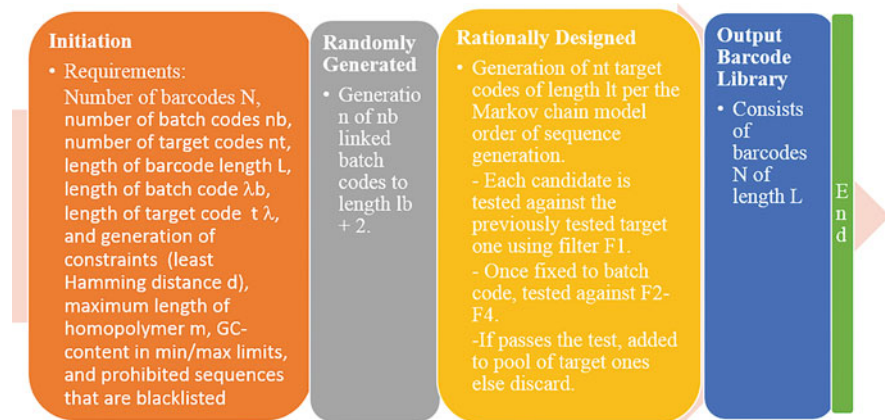 Initiation
• Requirements:
Number of barcodes N,
number of batch codes nb,
number of target codes nt,
length of barcode length L,
length of batch code λb,
length of target code t λ,
and generation of
constraints (least
Hamming distance d),
maximum length of
homopolymer m, GC-
content in min/max limits,
and prohibited sequences
that are blacklisted
Randomly
Generated
• Generatio
n of nb
linked
batch
codes to
length lb
+ 2.
Rationally Designed
• Generation of nt target
codes of length lt per the
Markov chain model
order of sequence
generation.
- Each candidate is
tested against the
previously tested target
one using filter F1.
- Once fixed to batch
code, tested against F2-
F4.
-If passes the test, added
to pool of target ones
else discard.
Output
Barcode
Library
• Consists
of
barcodes
N of
length L
E
n
d